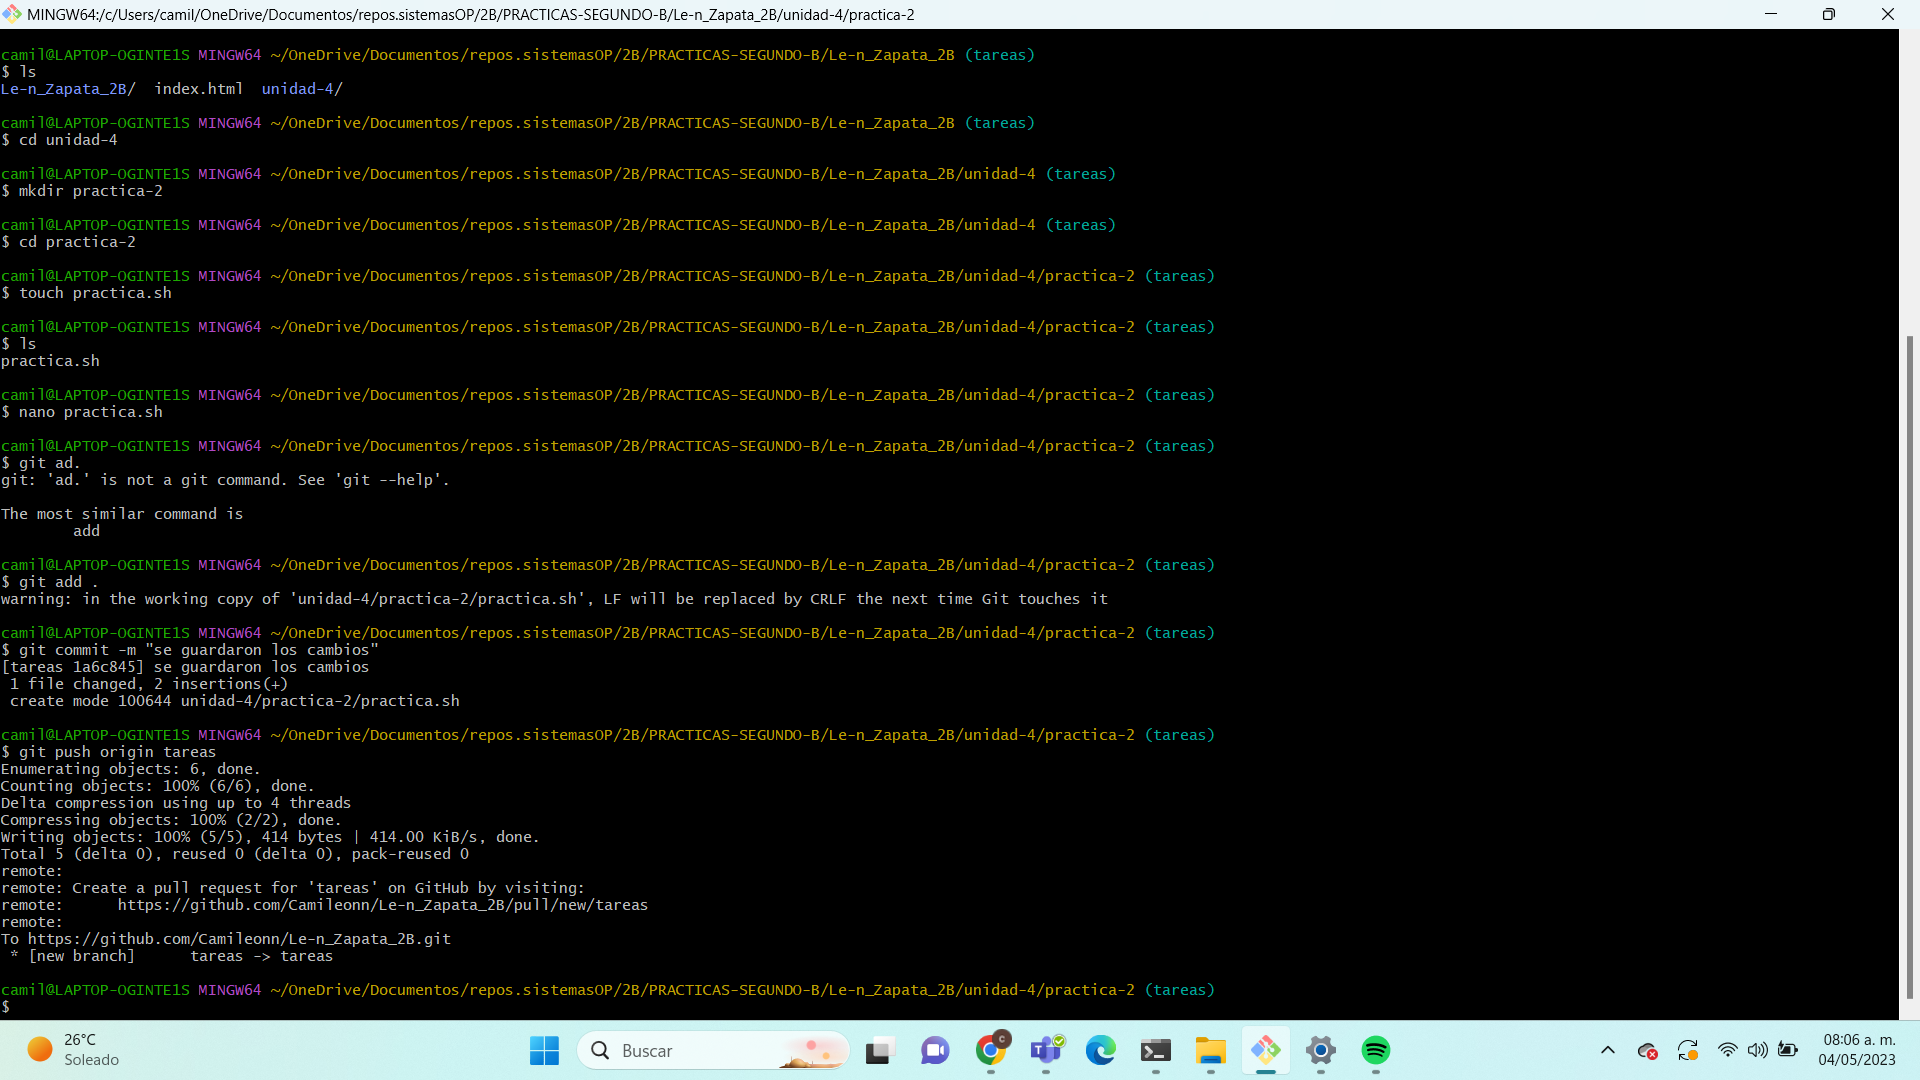 MINGW64:/c/Users/camil/OneDrive/Documentos/repos.sistemasOP/2B/PRACTICAS-SEGUNDO-B/Le-n_Zapata_2B/unidad-4/practica-2
camil@LAPTOP-OGINTE1S MINGW64 ~/OneDrive/Documentos/repos.sistemasOP/2B/PRACTICAS-SEGUNDO-B/Le-n_Zapata_2B (tareas)
$ ls
Le-n_Zapata_2B/  index.html  unidad-4/
camil@LAPTOP-OGINTE1S MINGW64 ~/OneDrive/Documentos/repos.sistemasOP/2B/PRACTICAS-SEGUNDO-B/Le-n_Zapata_2B (tareas)
$ cd unidad-4
camil@LAPTOP-OGINTE1S MINGW64 ~/OneDrive/Documentos/repos.sistemasOP/2B/PRACTICAS-SEGUNDO-B/Le-n_Zapata_2B/unidad-4 (tareas)
$ mkdir practica-2
camil@LAPTOP-OGINTE1S MINGW64 ~/OneDrive/Documentos/repos.sistemasOP/2B/PRACTICAS-SEGUNDO-B/Le-n_Zapata_2B/unidad-4 (tareas)
$ cd practica-2
camil@LAPTOP-OGINTE1S MINGW64 ~/OneDrive/Documentos/repos.sistemasOP/2B/PRACTICAS-SEGUNDO-B/Le-n_Zapata_2B/unidad-4/practica-2 (tareas)
$ touch practica.sh
camil@LAPTOP-OGINTE1S MINGW64 ~/OneDrive/Documentos/repos.sistemasOP/2B/PRACTICAS-SEGUNDO-B/Le-n_Zapata_2B/unidad-4/practica-2 (tareas)
$ ls
practica.sh
camil@LAPTOP-OGINTE1S MINGW64 ~/OneDrive/Documentos/repos.sistemasOP/2B/PRACTICAS-SEGUNDO-B/Le-n_Zapata_2B/unidad-4/practica-2 (tareas)
$ nano practica.sh
camil@LAPTOP-OGINTE1S MINGW64 ~/OneDrive/Documentos/repos.sistemasOP/2B/PRACTICAS-SEGUNDO-B/Le-n_Zapata_2B/unidad-4/practica-2 (tareas)
$ git ad.
git: 'ad.' is not a git command. See 'git --help'.
The most similar command is
        add
camil@LAPTOP-OGINTE1S MINGW64 ~/OneDrive/Documentos/repos.sistemasOP/2B/PRACTICAS-SEGUNDO-B/Le-n_Zapata_2B/unidad-4/practica-2 (tareas)
$ git add .
warning: in the working copy of 'unidad-4/practica-2/practica.sh', LF will be replaced by CRLF the next time Git touches it
camil@LAPTOP-OGINTE1S MINGW64 ~/OneDrive/Documentos/repos.sistemasOP/2B/PRACTICAS-SEGUNDO-B/Le-n_Zapata_2B/unidad-4/practica-2 (tareas)
$ git commit -m "se guardaron los cambios"
[tareas 1a6c845] se guardaron los cambios
 1 file changed, 2 insertions(+)
 create mode 100644 unidad-4/practica-2/practica.sh
camil@LAPTOP-OGINTE1S MINGW64 ~/OneDrive/Documentos/repos.sistemasOP/2B/PRACTICAS-SEGUNDO-B/Le-n_Zapata_2B/unidad-4/practica-2 (tareas)
$ git push origin tareas
Enumerating objects: 6, done.
Counting objects: 100% (6/6), done.
Delta compression using up to 4 threads
Compressing objects: 100% (2/2), done.
Writing objects: 100% (5/5), 414 bytes | 414.00 KiB/s, done.
Total 5 (delta 0), reused 0 (delta 0), pack-reused 0
remote:
remote: Create a pull request for 'tareas' on GitHub by visiting:
remote:      https://github.com/Camileonn/Le-n_Zapata_2B/pull/new/tareas
remote:
To https://github.com/Camileonn/Le-n_Zapata_2B.git
 * [new branch]      tareas -> tareas
camil@LAPTOP-OGINTE1S MINGW64 ~/OneDrive/Documentos/repos.sistemasOP/2B/PRACTICAS-SEGUNDO-B/Le-n_Zapata_2B/unidad-4/practica-2 (tareas)
$
26°C
Soleado
Buscar
08:06 a. m.
04/05/2023